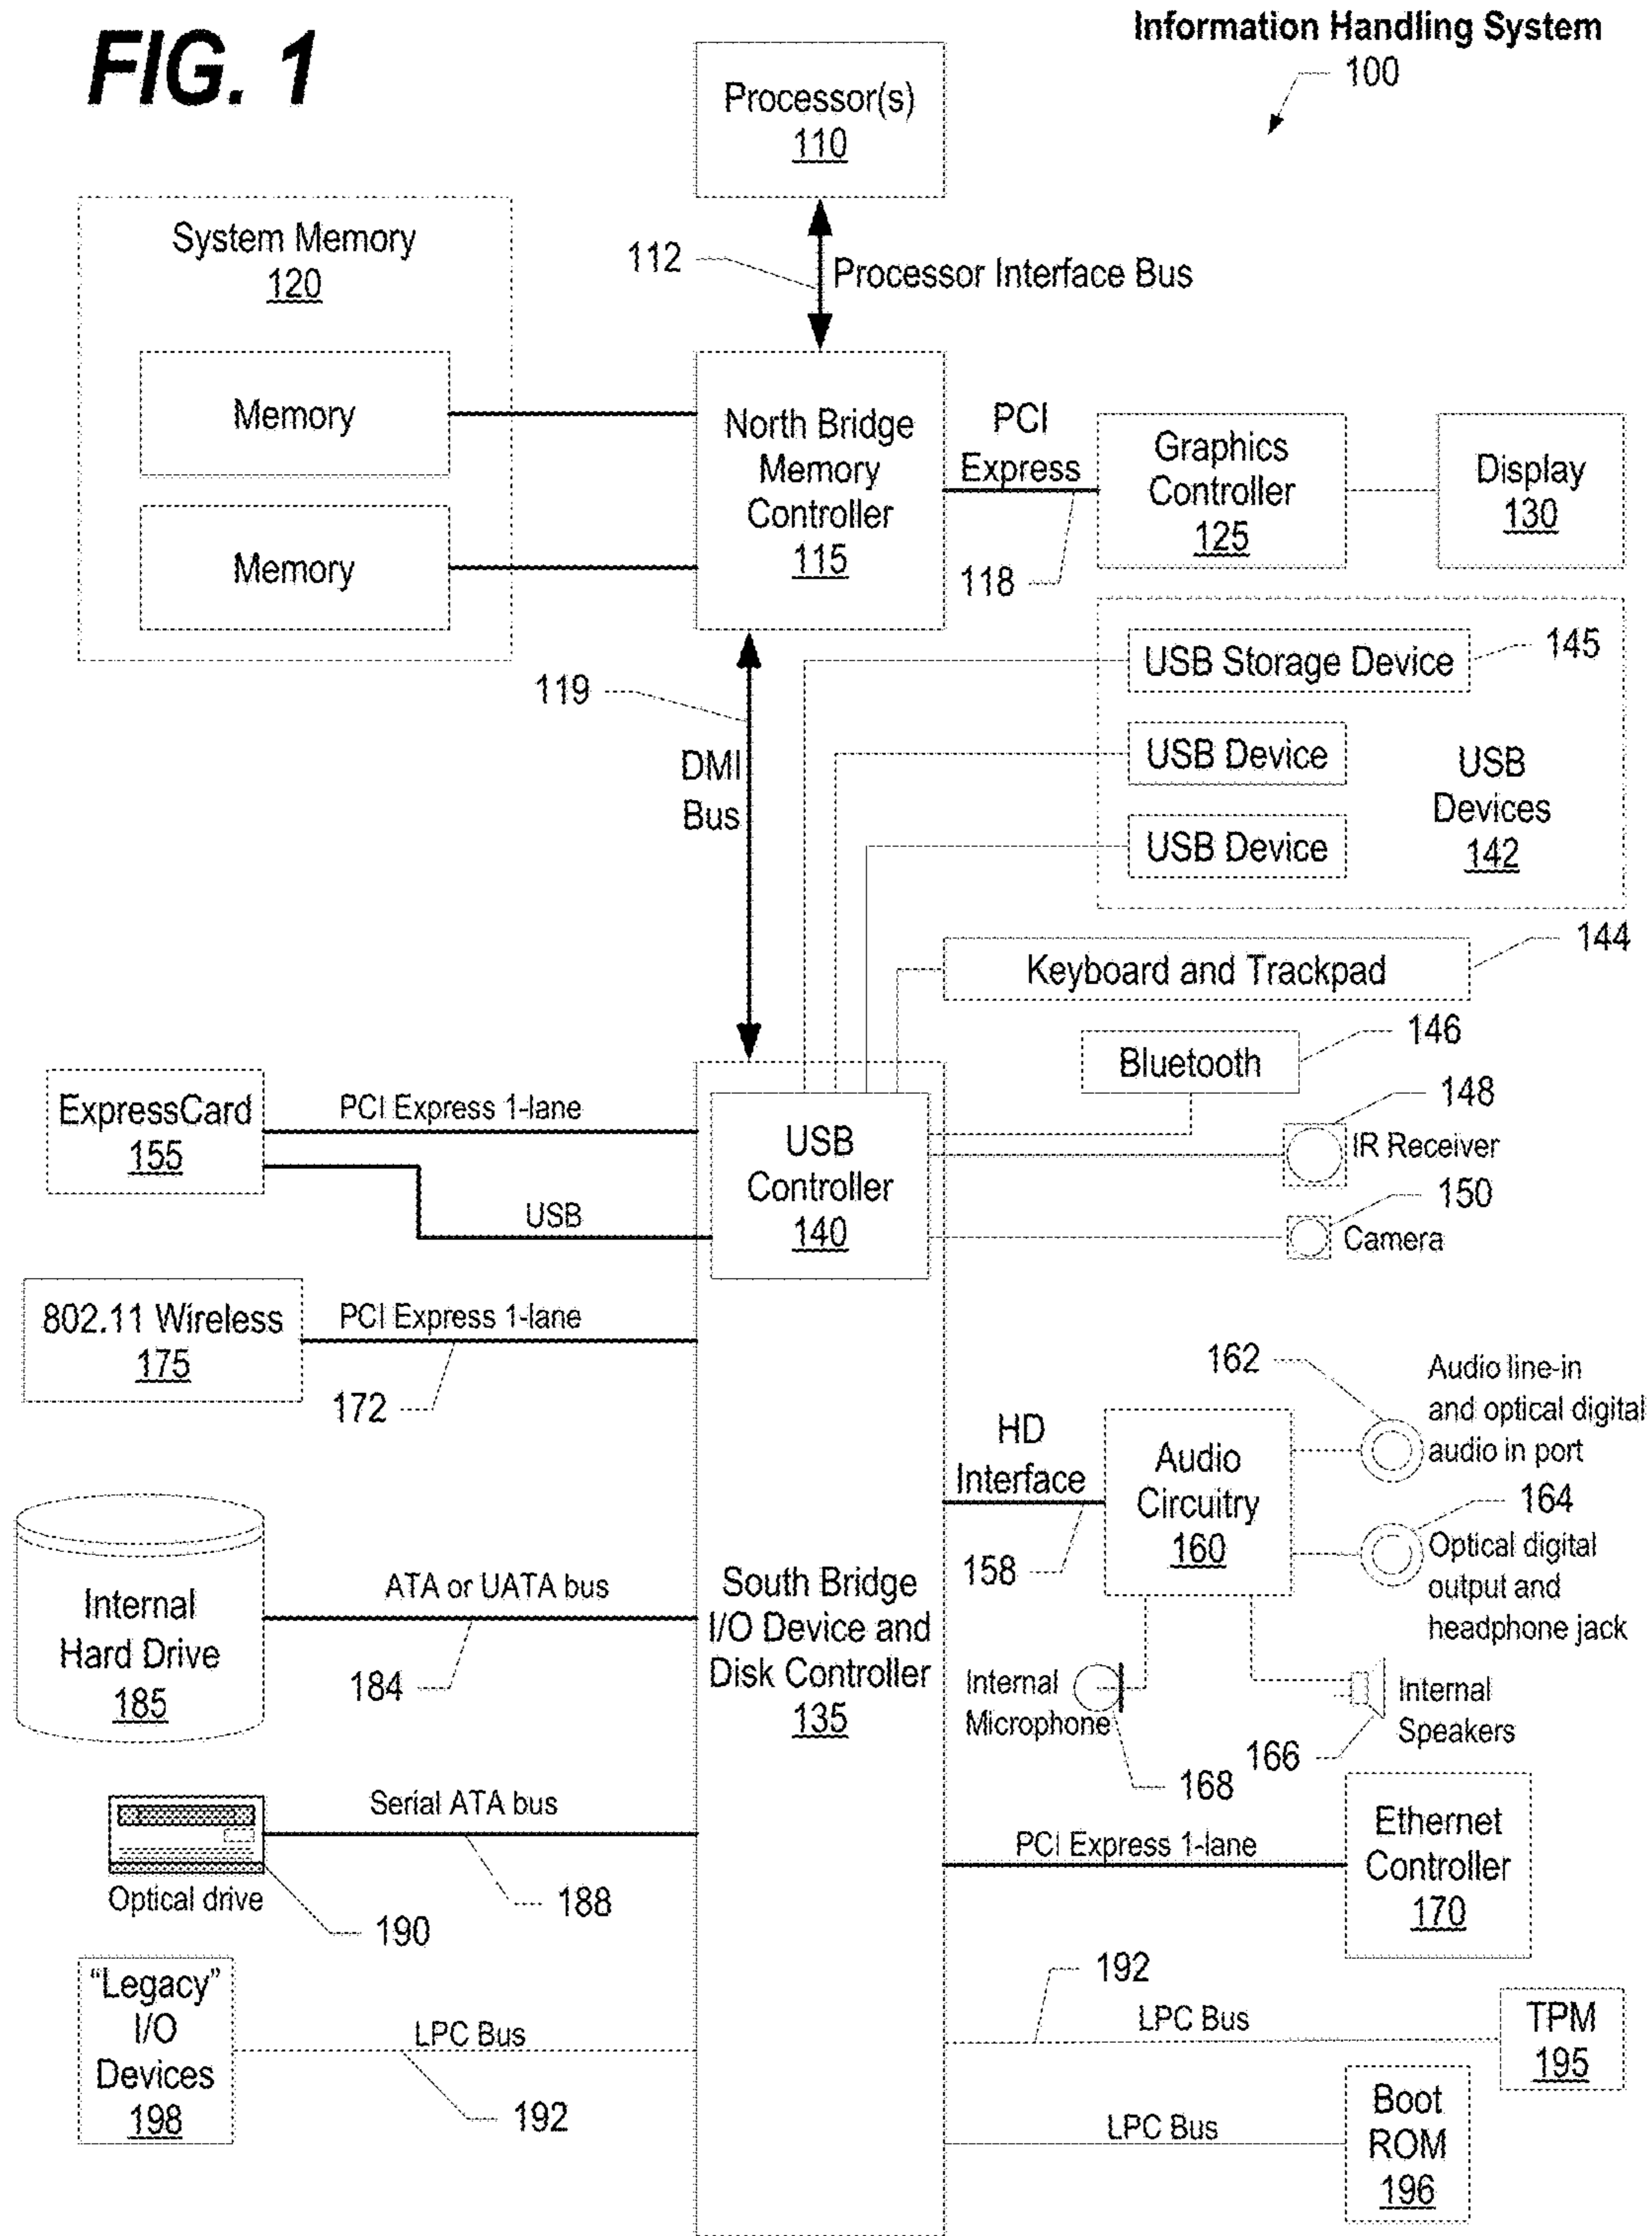 FIG. 1
Information Handling System
100
Processor(s)
110
System Memory
120
112
Processor Interface Bus
Memory
Memory
North Bridge
Memory
Controller
115
PCI
Express
118
Graphics
Controller
125
Display
130
119
DMI
Bus
USB Storage Device
145
USB Device
USB Device
USB
Devices
142
Keyboard and Trackpad
144
Bluetooth
146
148
IR Receiver
150
Camera
ExpressCard
155
PCI Express 1-lane
USB
USB
Controller
140
802.11 Wireless
175
PCI Express 1-lane
172
162
Audio line-in
and optical digital
audio in port
HD
Interface
158
Audio
Circuitry
160
164
Optical digital
output and
headphone jack
Internal
Hard Drive
185
ATA or UATA bus
184
South Bridge
I/O Device and
Disk Controller
135
Internal
Microphone
168
Internal
Speakers
166
Serial ATA bus
188
Optical drive
190
PCI Express 1-lane
Ethernet
Controller
170
"Legacy"
I/O
Devices
198
LPC Bus
192
192
LPC Bus
TPM
195
LPC Bus
Boot
ROM
196